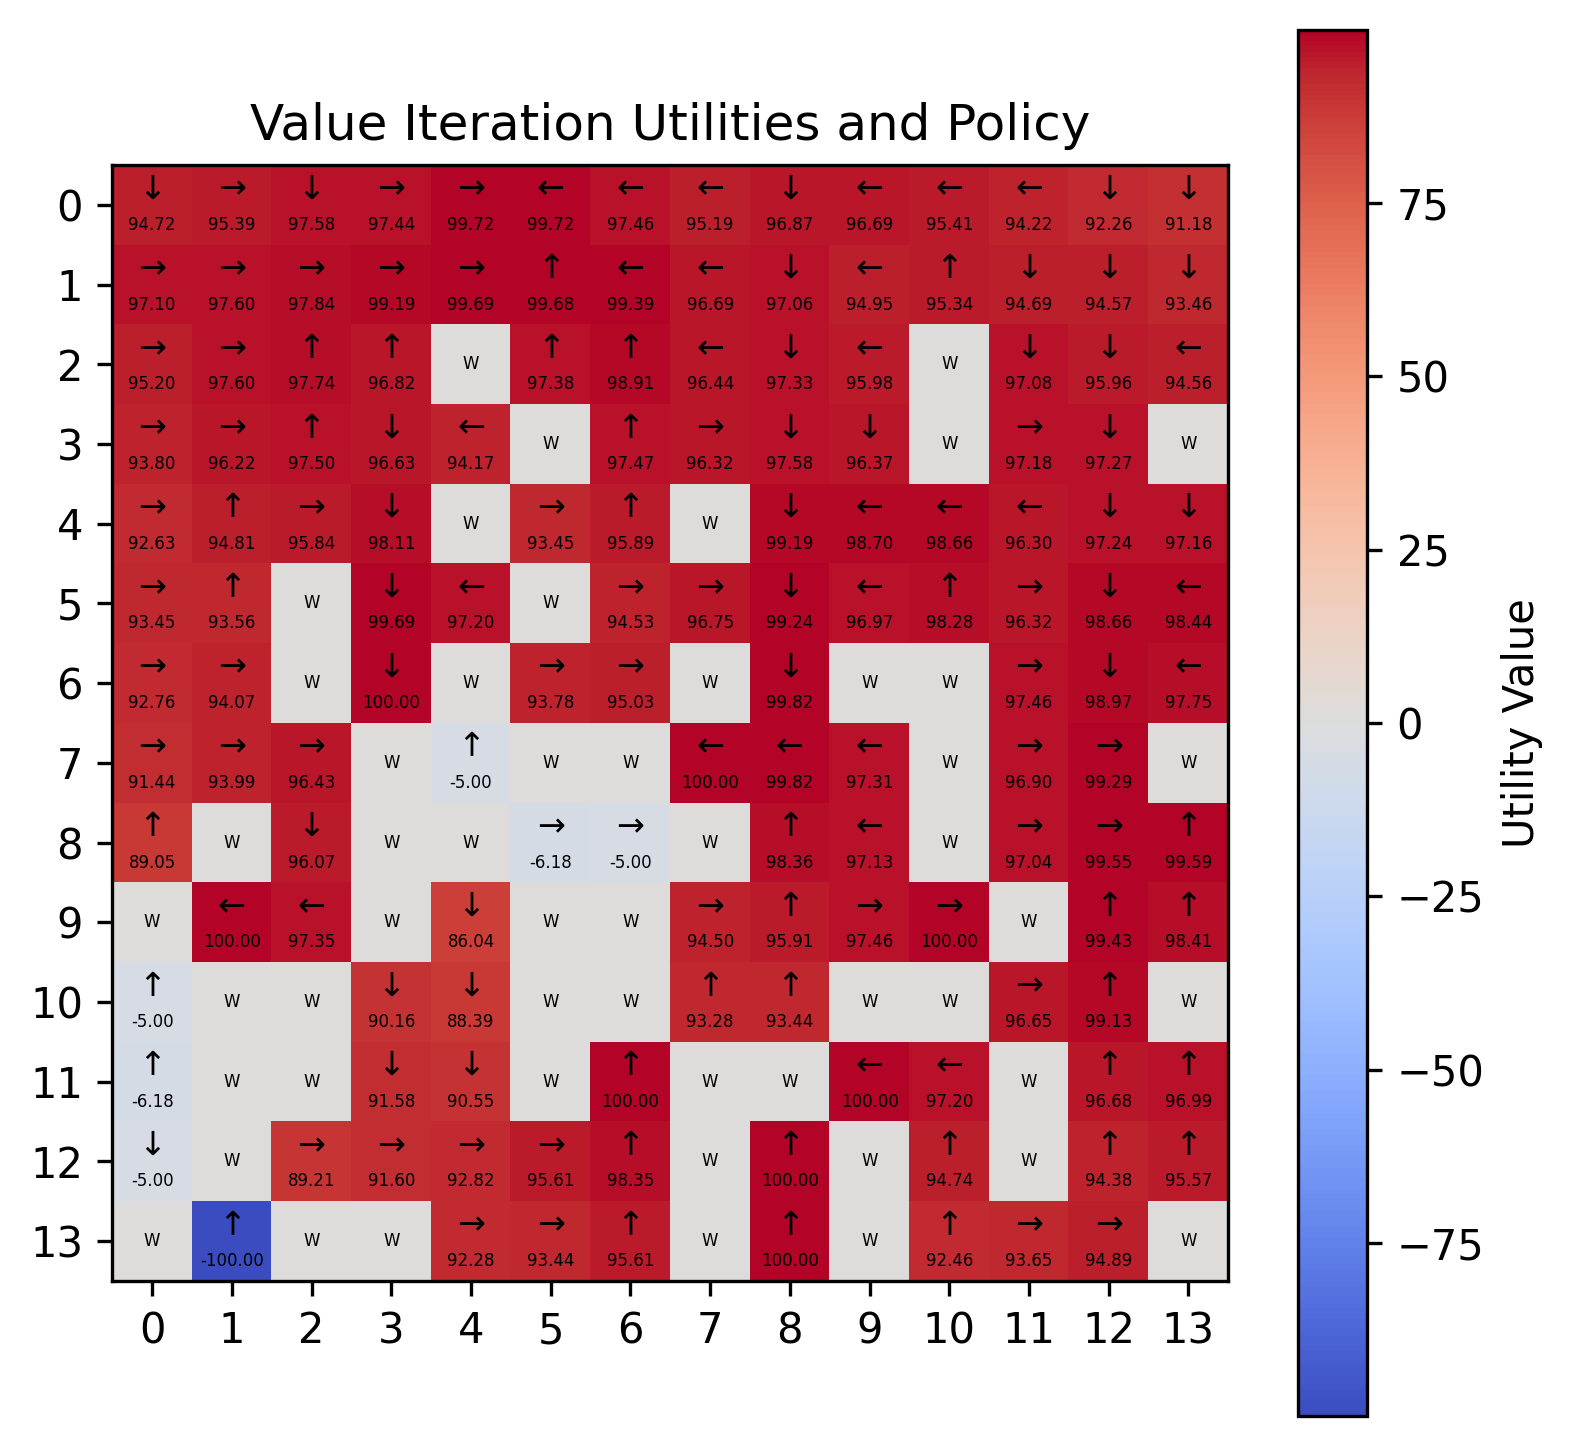 Value Iteration Utilities and Policy
0 ↓ → ↓ → → ← ← ← ↓ ← ← ← ↓ ↓
94.72 95.39 97.58 97.44 99.72 99.72 97.46 95.19 96.87 96.69 95.41 94.22 92.26 91.18
1 → → → → → ↑ ← ← ↓ ← ↑ ↓ ↓ ↓
97.10 97.60 97.84 99.19 99.69 99.68 99.39 96.69 97.06 94.95 95.34 94.69 94.57 93.46
2 → → ↑ ↑ W ↑ ↑ ← ↓ ← W ↓ ↓ ←
95.20 97.60 97.74 96.82 97.38 98.91 96.44 97.33 95.98 97.08 95.96 94.56
3 → → ↑ ↓ ← W ↑ → ↓ ↓ W → ↓ W
93.80 96.22 97.50 96.63 94.17 97.47 96.32 97.58 96.37 97.18 97.27
4 → ↑ → ↓ W → ↑ W ↓ ← ← ← ↓ ↓
92.63 94.81 95.84 98.11 93.45 95.89 99.19 98.70 98.66 96.30 97.24 97.16
5 → ↑ W ↓ ← W → → ↓ ← ↑ → ↓ ←
93.45 93.56 99.69 97.20 94.53 96.75 99.24 96.97 98.28 96.32 98.66 98.44
6 → → W ↓ W → → W ↓ W W → ↓ ←
92.76 94.07 100.00 93.78 95.03 99.82 97.46 98.97 97.75
7 → → → W ↑ W W ← ← ← W → → W
91.44 93.99 96.43 -5.00 100.00 99.82 97.31 96.90 99.29
8 ↑ W ↓ W W → → W ↑ ← W → → ↑
89.05 96.07 -6.18 -5.00 98.36 97.13 97.04 99.55 99.59
9 W ← ← W ↓ W W → ↑ → → W ↑ ↑
100.00 97.35 86.04 94.50 95.91 97.46 100.00 99.43 98.41
10 ↑ W W ↓ ↓ W W ↑ ↑ W W → ↑ W
-5.00 90.16 88.39 93.28 93.44 96.65 99.13
11 ↑ W W ↓ ↓ W ↑ W W ← ← W ↑ ↑
-6.18 91.58 90.55 100.00 100.00 97.20 96.68 96.99
12 ↓ W → → → → ↑ W ↑ W ↑ W ↑ ↑
-5.00 89.21 91.60 92.82 95.61 98.35 100.00 94.74 94.38 95.57
13 W ↑ W W → → ↑ W ↑ W ↑ → → W
-100.00 92.28 93.44 95.61 100.00 92.46 93.65 94.89
0 1 2 3 4 5 6 7 8 9 10 11 12 13
75
50
25
0
−25
−50
−75
Utility Value